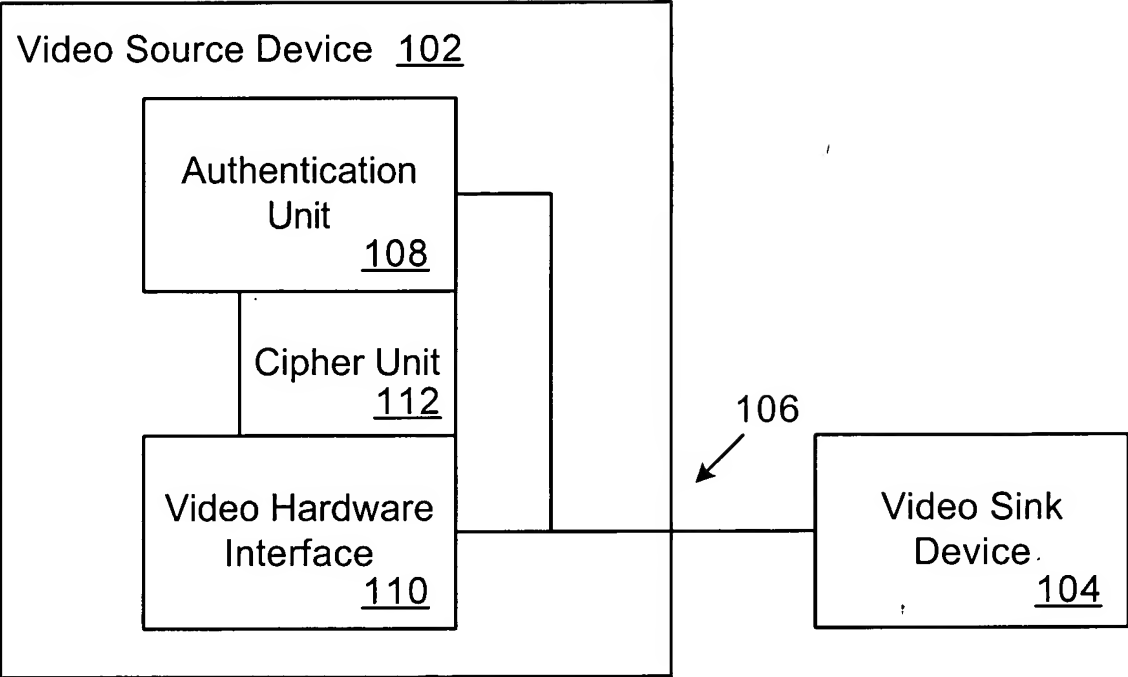 Video Source Device 102
Authentication
Unit
108
Cipher Unit
112
106
Video Hardware
Interface
110
Video Sink
Device
104